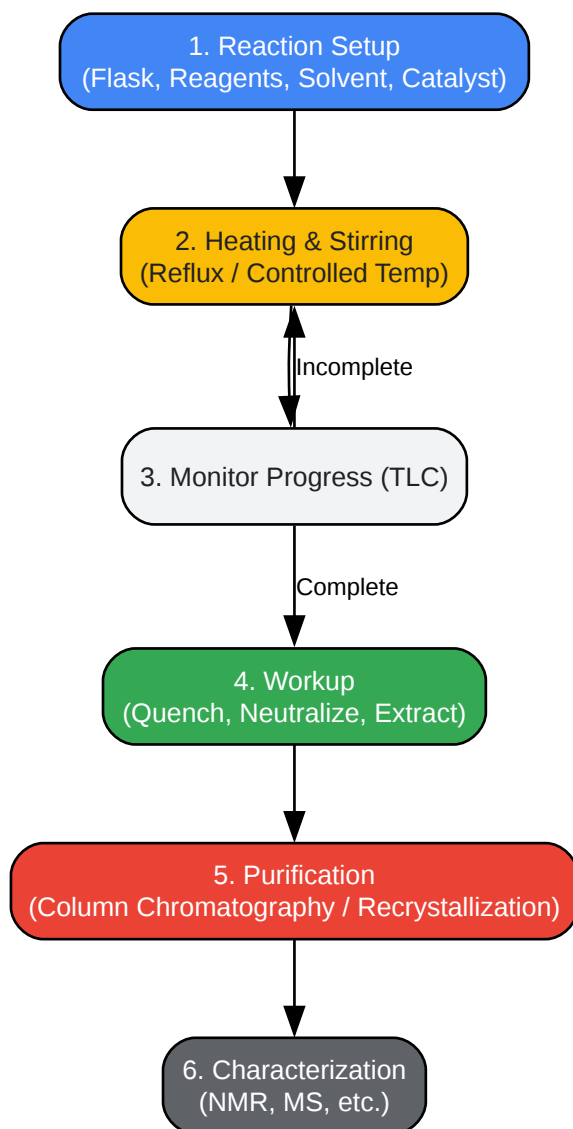 1. Reaction Setup
(Flask, Reagents, Solvent, Catalyst)
2. Heating & Stirring
(Reflux / Controlled Temp)
Incomplete
3. Monitor Progress (TLC)
Complete
4. Workup
(Quench, Neutralize, Extract)
5. Purification
(Column Chromatography / Recrystallization)
6. Characterization
(NMR, MS, etc.)